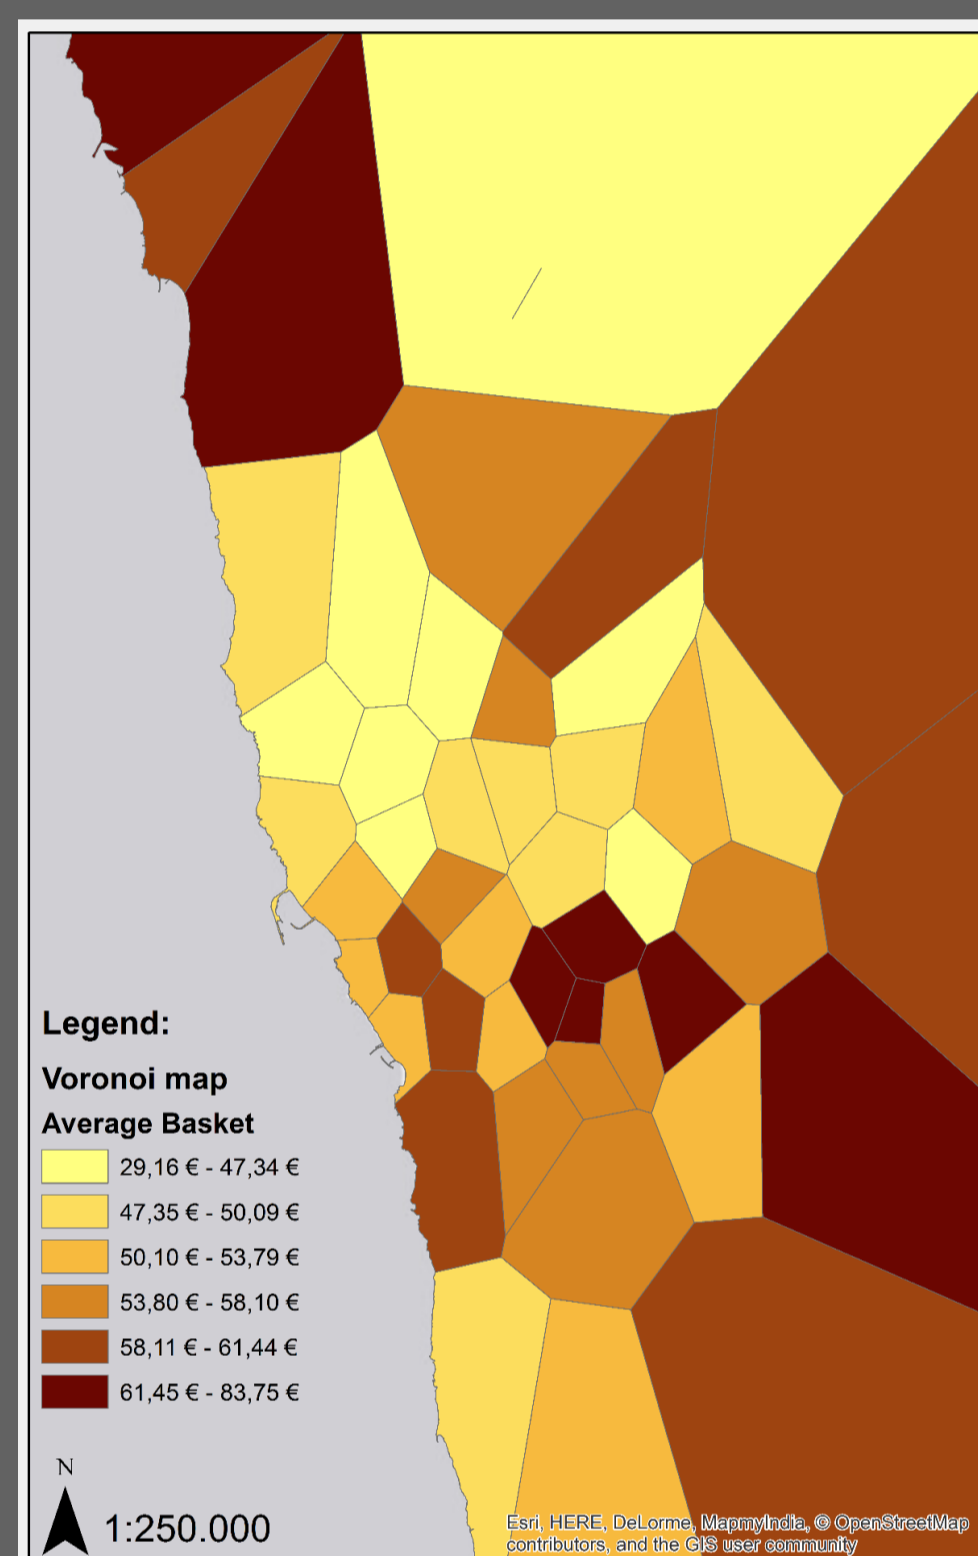 Legend:
Voronoi map
Average Basket
29,16 € - 47,34 €
47,35 € - 50,09 €
50,10 € - 53,79 €
53,80 € - 58,10 €
58,11 € - 61,44 €
61,45 € - 83,75 €
N
1:250.000
Esri, HERE, DeLorme, MapmyIndia, © OpenStreetMap
contributors, and the GIS user community